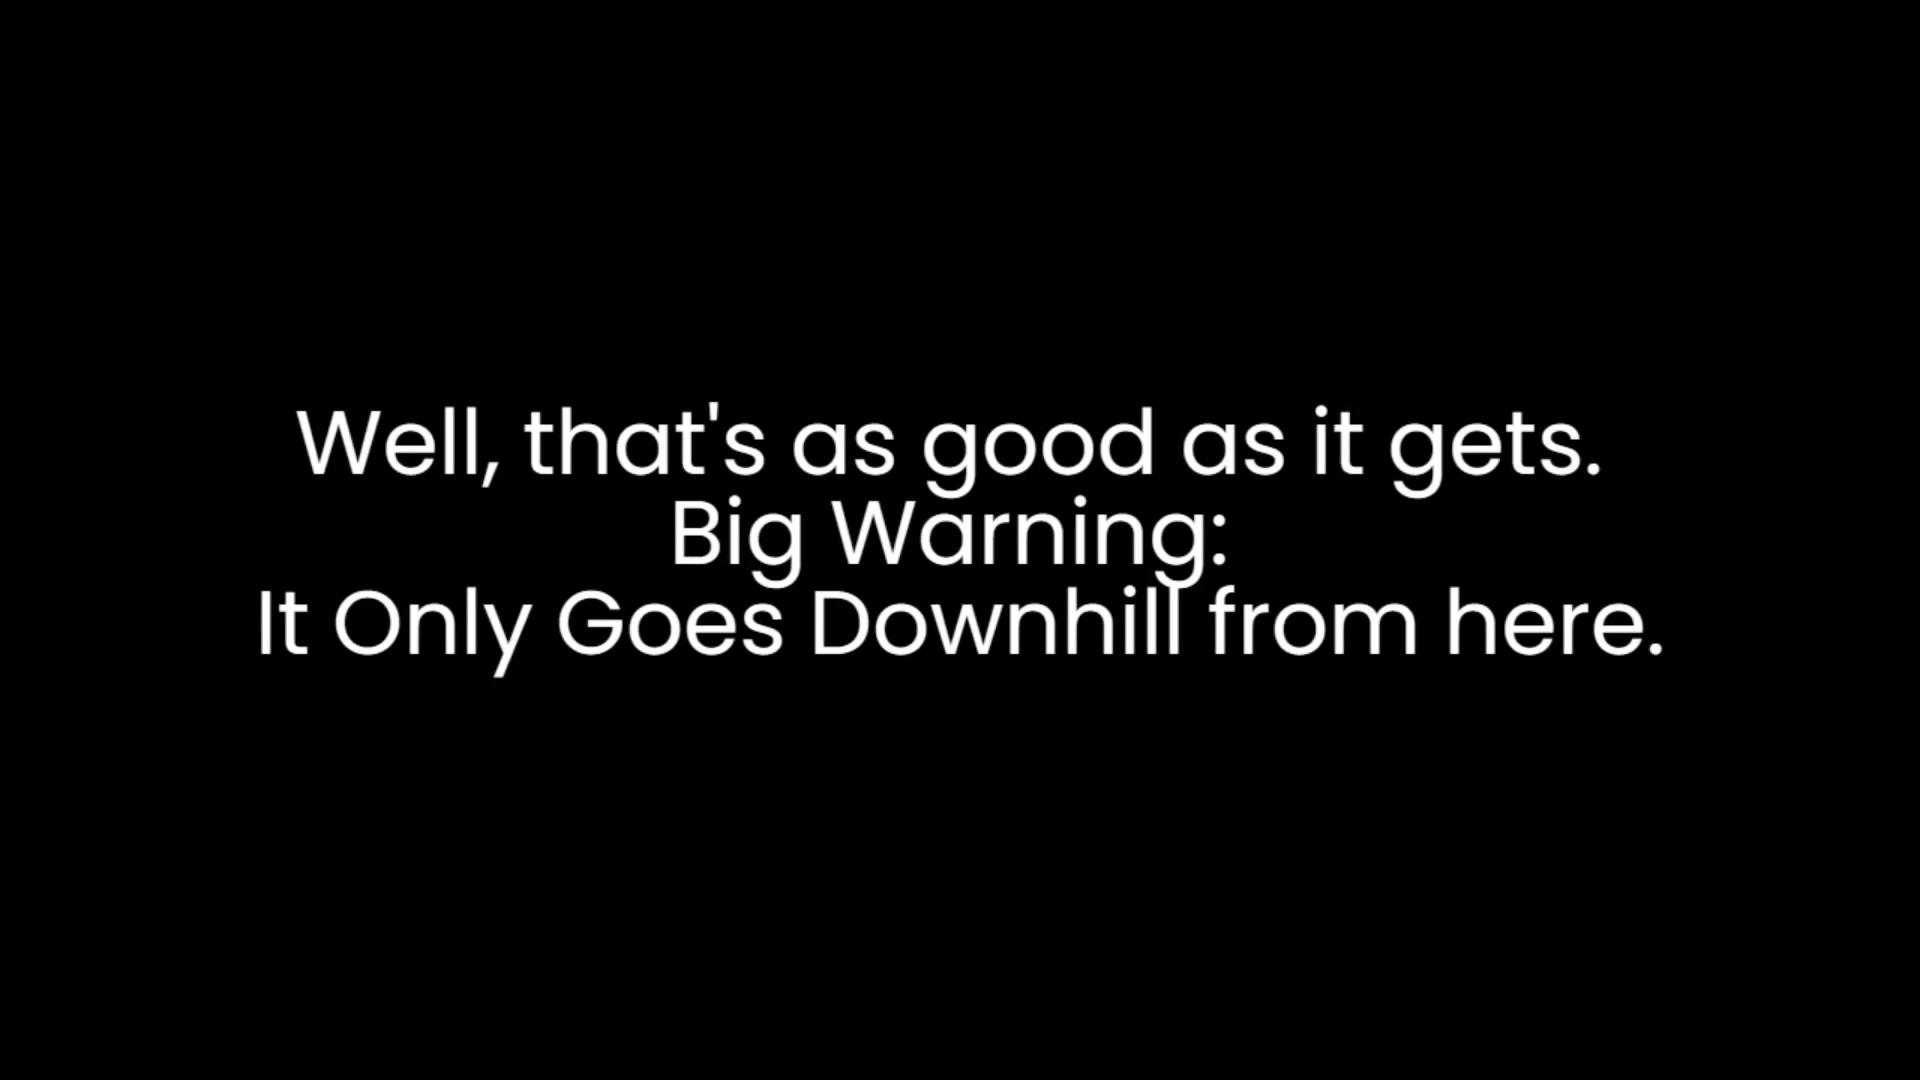 Well, that's as good as it gets.
Big Warning:
It Only Goes Downhill from here.